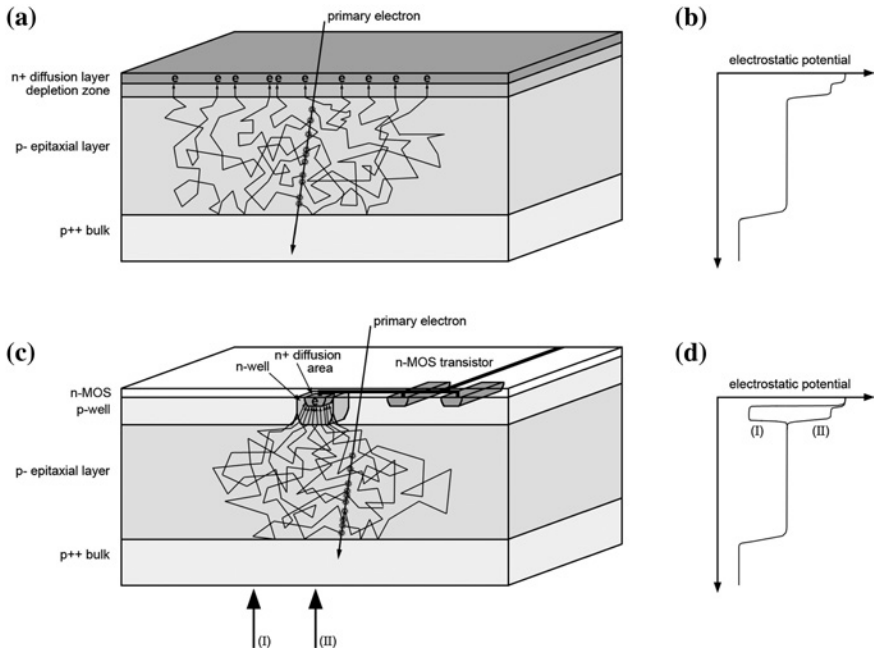 (a)
primary electron
n+ diffusion layer
depletion zone
e e e e e e e e e e
p- epitaxial layer
p++ bulk
(b)
electrostatic potential
(c)
primary electron
n+ diffusion
area
n-well
n-MOS transistor
n-MOS
p-well
e
p- epitaxial layer
p++ bulk
(I)
(II)
(d)
electrostatic potential
(I)
(II)